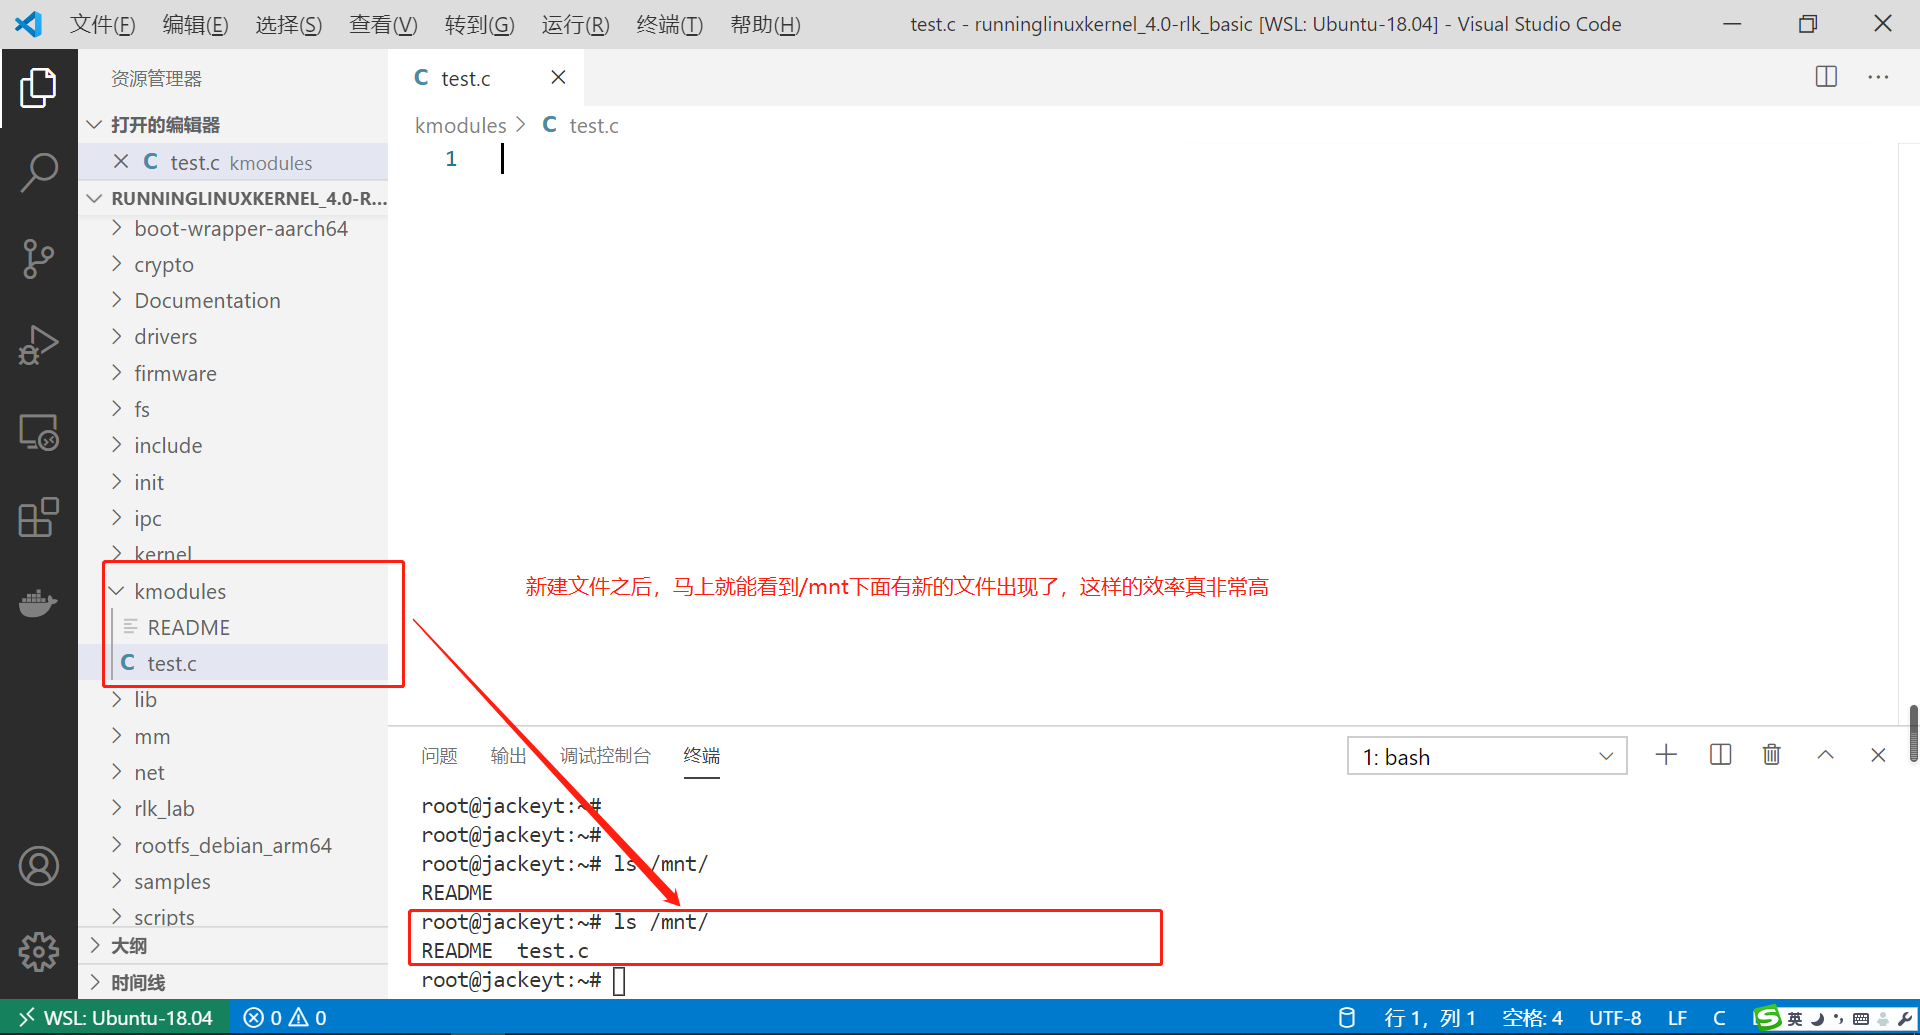 文件(F) 编辑(E) 选择(S) 查看(V) 转到(G) 运行(R) 终端(T) 帮助(H) test.c - runninglinuxkernel_4.0-rlk_basic [WSL: Ubuntu-18.04] - Visual Studio Code
资源管理器
打开的编辑器
test.c kmodules
RUNNINGLINUXKERNEL_4.0-R...
boot-wrapper-aarch64
crypto
Documentation
drivers
firmware
fs
include
init
ipc
kernel
kmodules
README
C test.c
lib
mm
net
rlk_lab
rootfs_debian_arm64
samples
scripts
大纲
时间线
C test.c
kmodules > C test.c
1
新建文件之后，马上就能看到/mnt下面有新的文件出现了，这样的效率真非常高
问题 输出 调试控制台 终端 1: bash
root@jackeyt:~#
root@jackeyt:~#
root@jackeyt:~# ls /mnt/
README
root@jackeyt:~# ls /mnt/
README test.c
root@jackeyt:~#
WSL: Ubuntu-18.04 0 0 行 1，列 1 空格: 4 UTF-8 LF C 英